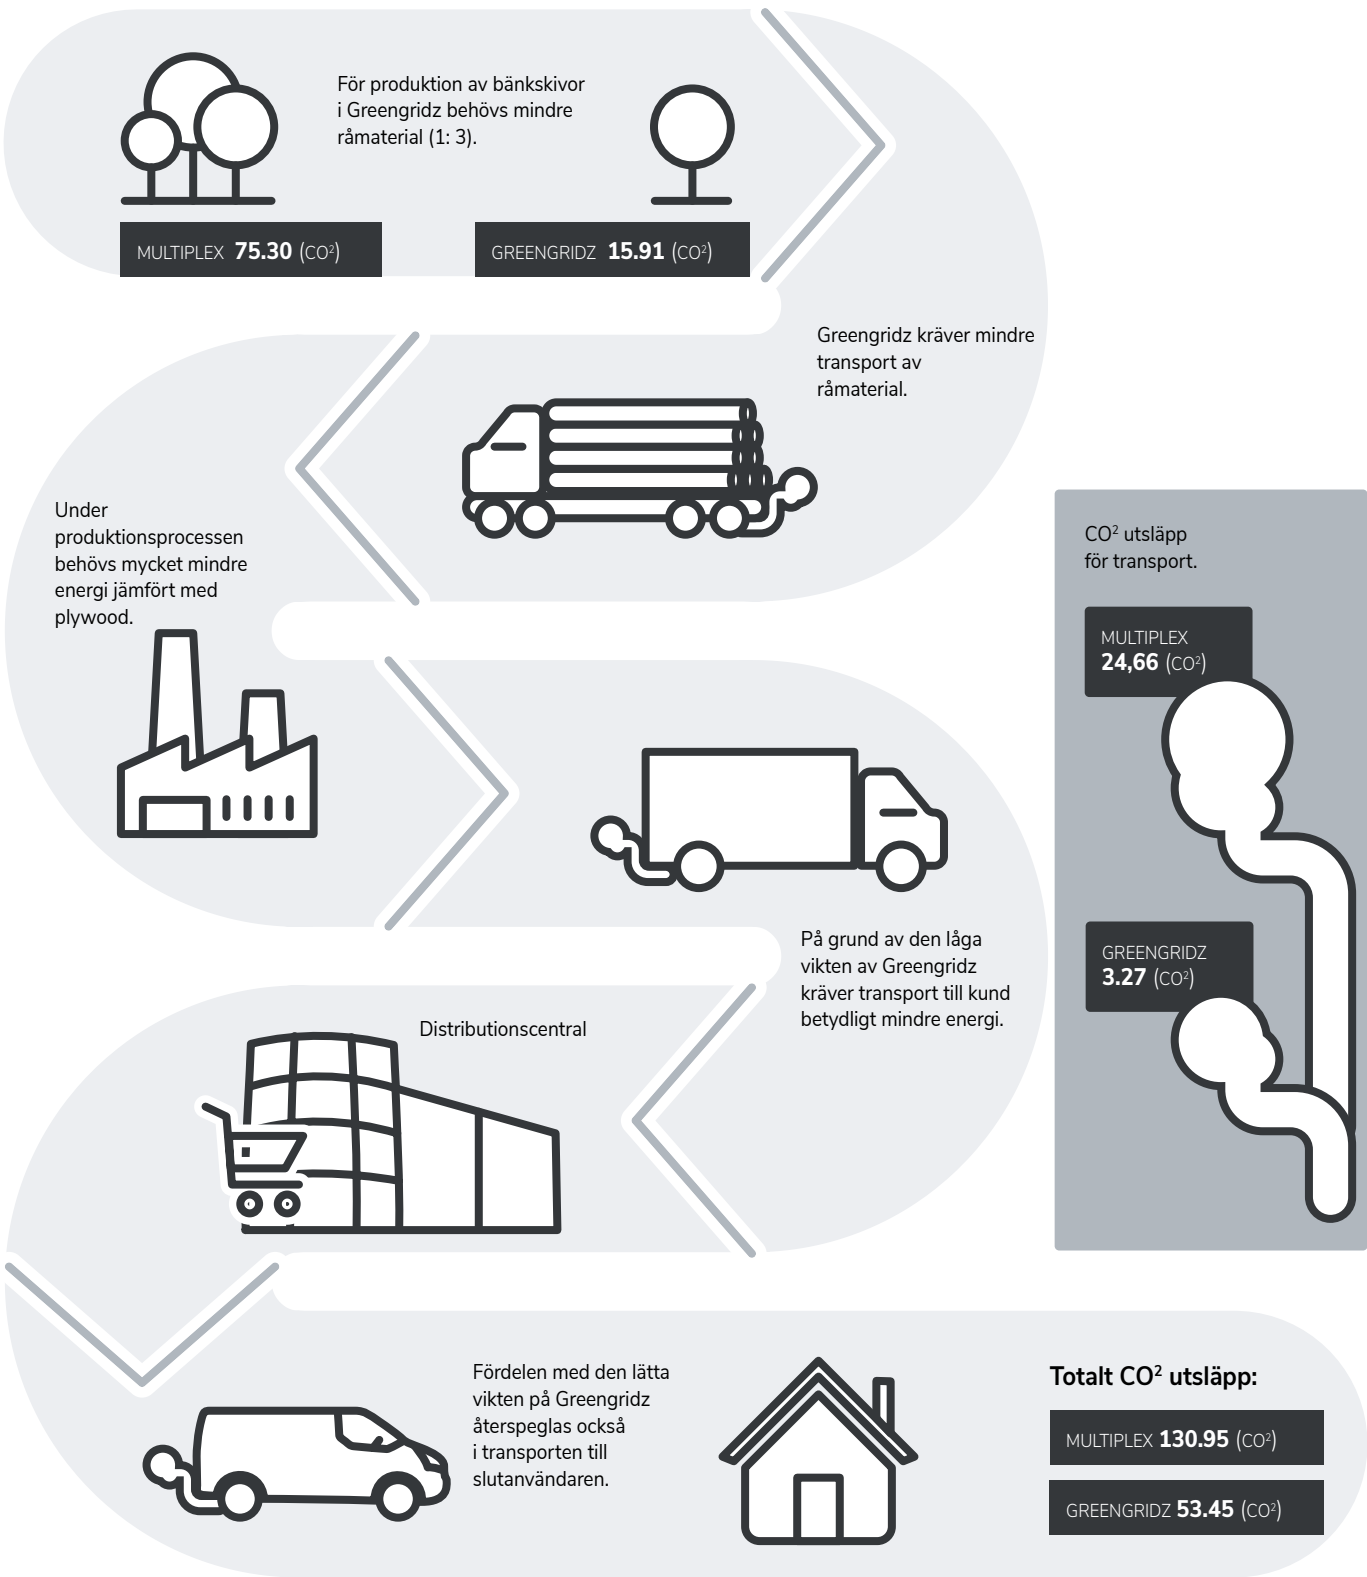 För produktion av bänkskivor
i Greengridz behövs mindre
råmaterial (1: 3).
MULTIPLEX 75.30 (CO²)
GREENGRIDZ 15.91 (CO²)
Greengridz kräver mindre
transport av
råmaterial.
Under
produktionsprocessen
behövs mycket mindre
energi jämfört med
plywood.
CO² utsläpp
för transport.
MULTIPLEX
24,66 (CO²)
GREENGRIDZ
3.27 (CO²)
På grund av den låga
vikten av Greengridz
kräver transport till kund
betydligt mindre energi.
Distributionscentral
Fördelen med den lätta
vikten på Greengridz
återspeglas också
i transporten till
slutanvändaren.
Totalt CO² utsläpp:
MULTIPLEX 130.95 (CO²)
GREENGRIDZ 53.45 (CO²)